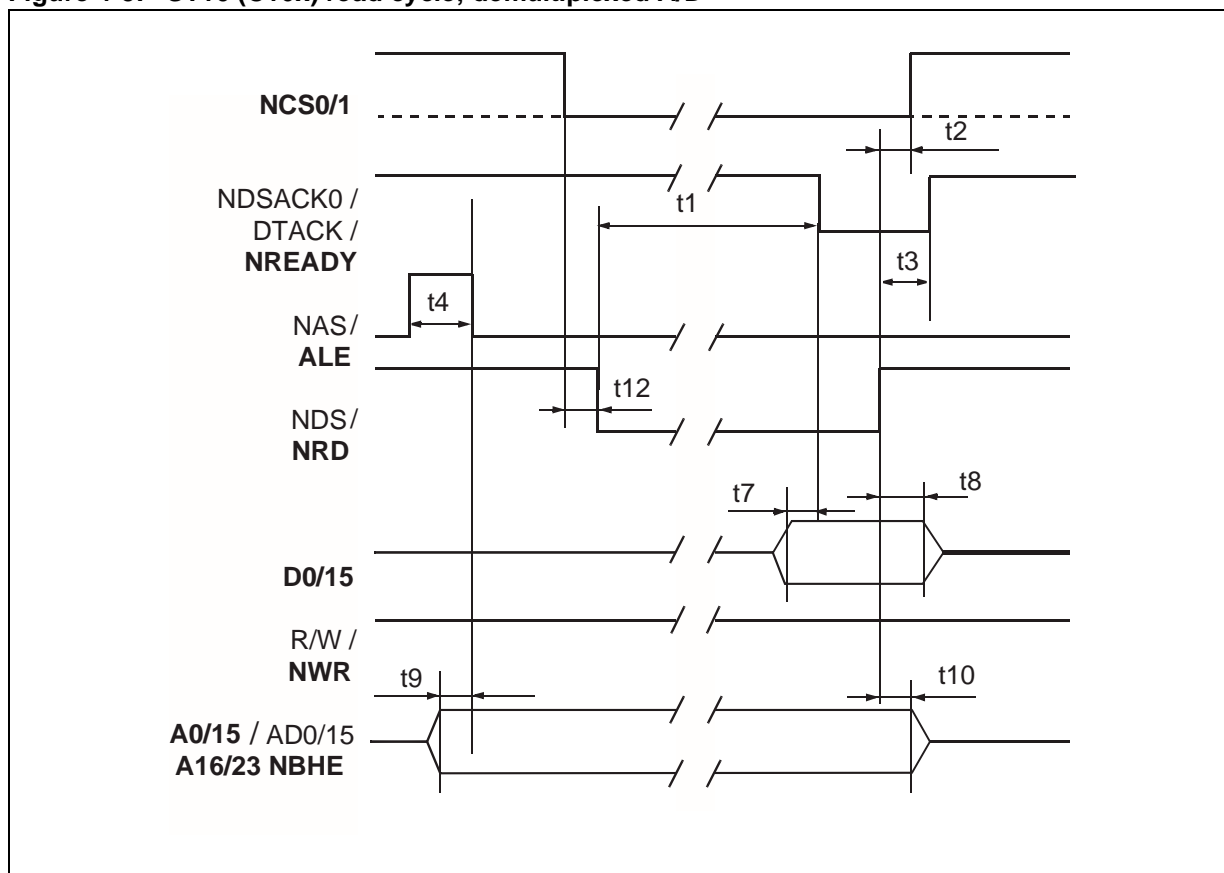 NCS0/1
t2
NDSACK0 /
DTACK /
NREADY
t1
t3
t4
NAS/
ALE
t12
NDS/
NRD
t7
t8
D0/15
R/W /
NWR
t9
t10
A0/15 / AD0/15
A16/23 NBHE